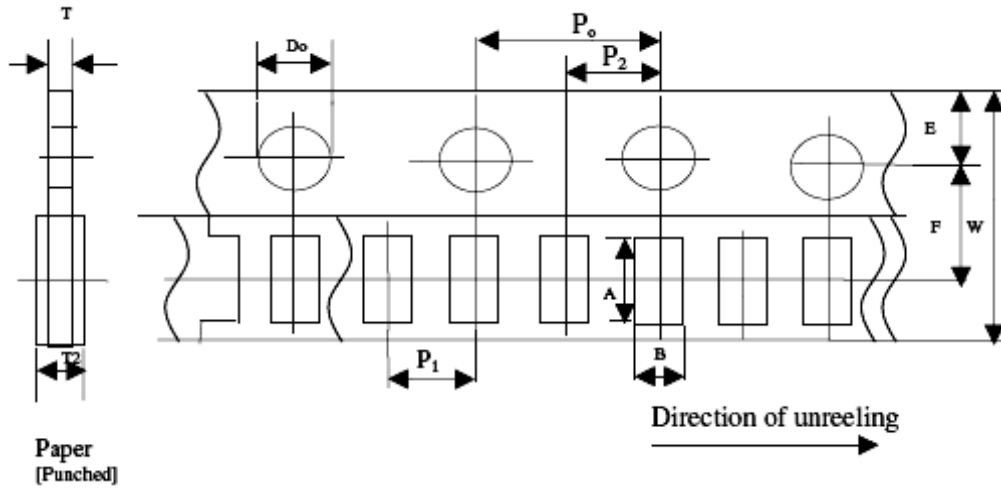 T
Do
Po
P2
E
F
W
A
T2
P1
B
Direction of unreeling
Paper
[Punched]